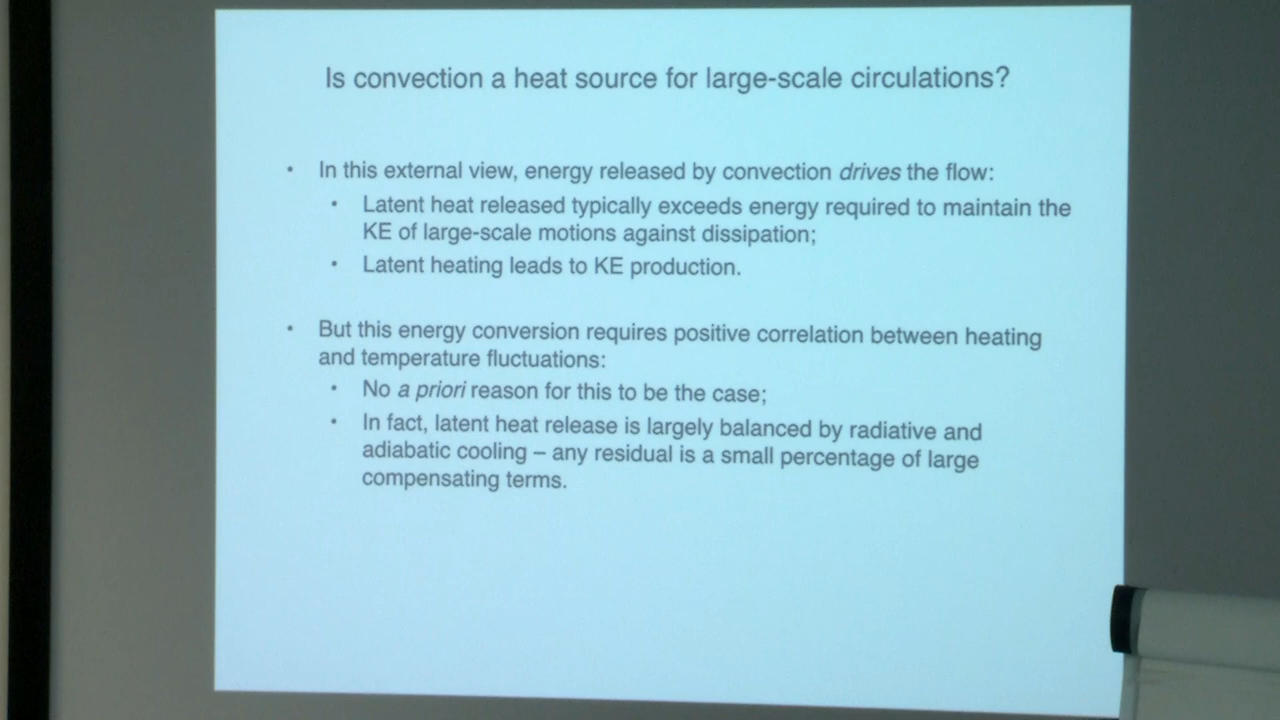 Is convection a heat source for large-scale circulations?
• In this external view, energy released by convection drives the flow:
• Latent heat released typically exceeds energy required to maintain the
KE of large-scale motions against dissipation;
• Latent heating leads to KE production.
• But this energy conversion requires positive correlation between heating
and temperature fluctuations:
• No a priori reason for this to be the case;
• In fact, latent heat release is largely balanced by radiative and
adiabatic cooling – any residual is a small percentage of large
compensating terms.